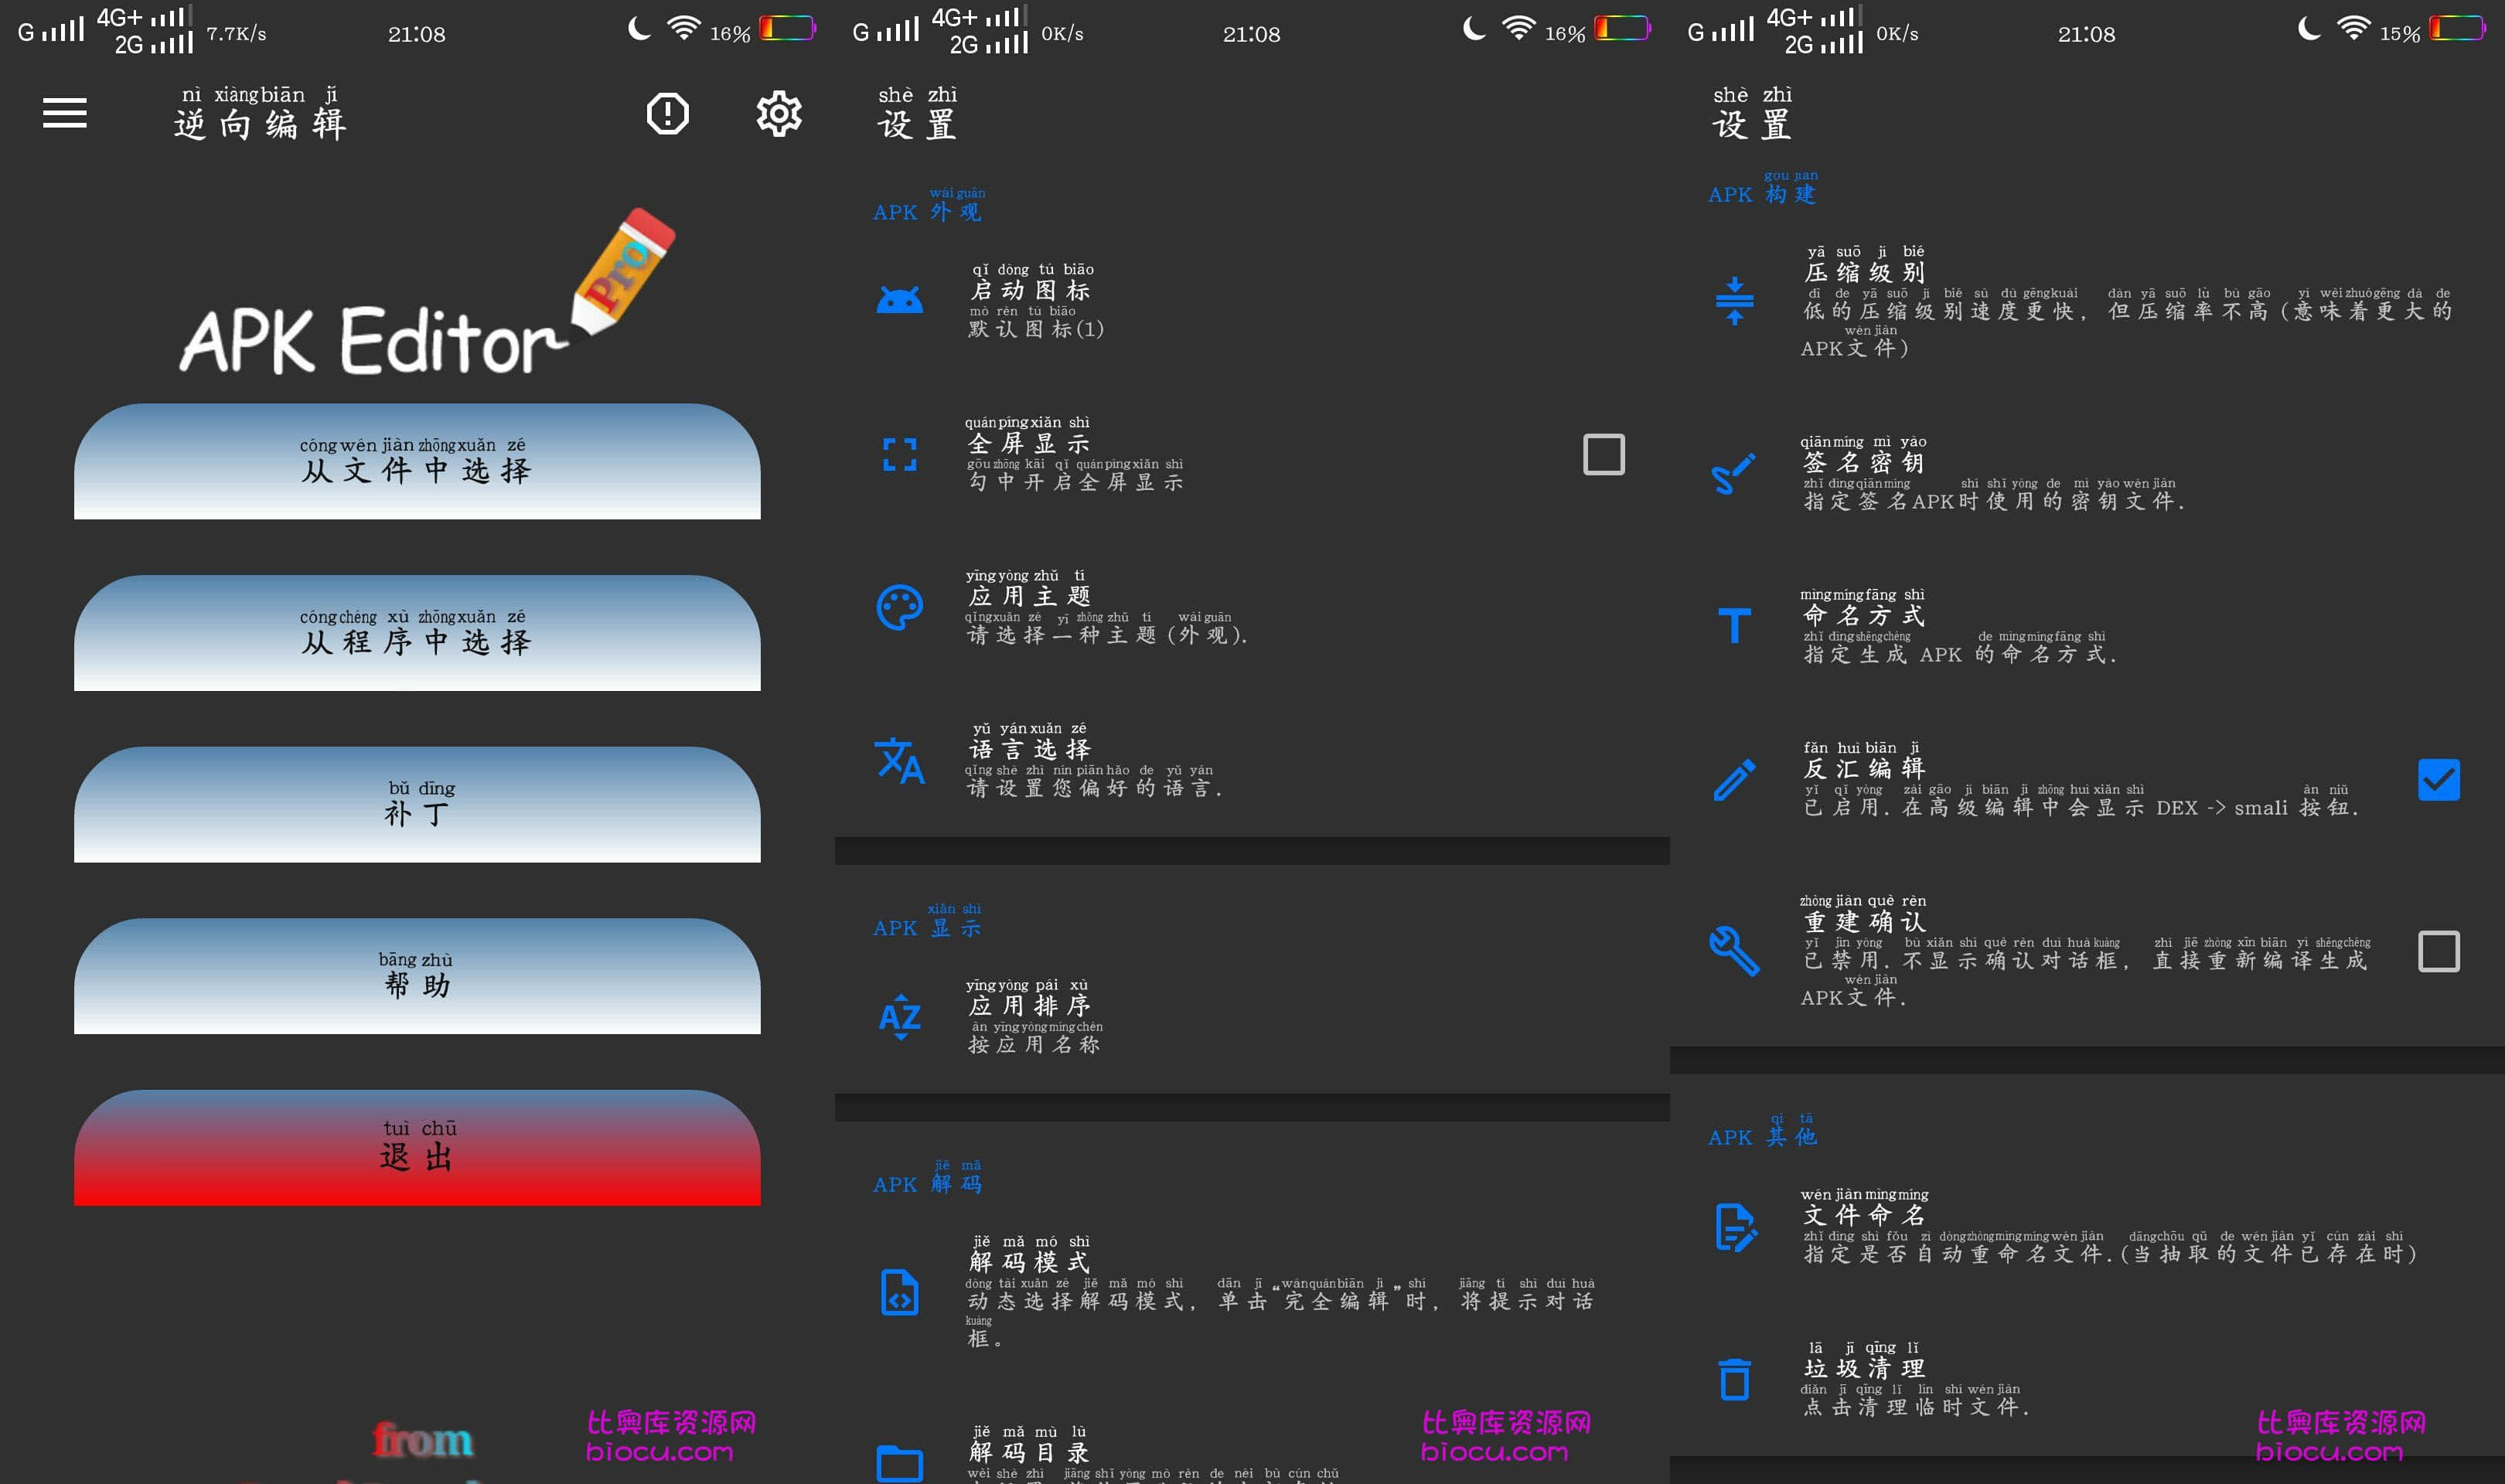 G 4G+ 2G 7.7K/s 21:08 16%
nì xiàng biān jí
逆向编辑
APK Editor
Pro
cóng wén jiàn zhōng xuǎn zé
从文件中选择
cóng chéng xù zhōng xuǎn zé
从程序中选择
bǔ dīng
补丁
bāng zhù
帮助
tuì chū
退出
from
比奥库资源网
biocu.com
G 4G+ 2G 0K/s 21:08 16%
shè zhì
设置
wài guān
APK 外观
qǐ dòng tú biāo
启动图标
mò rèn tú biāo
默认图标(1)
quán píng xiǎn shì
全屏显示
gōu zhōng kāi qǐ quán píng xiǎn shì
勾中开启全屏显示
yīng yòng zhǔ tí
应用主题
qǐng xuǎn zé yī zhǒng zhǔ tí wài guān
请选择一种主题(外观).
yǔ yán xuǎn zé
语言选择
qǐng shè zhì nín piān hǎo de yǔ yán
请设置您偏好的语言.
xiǎn shì
APK 显示
yīng yòng pái xù
应用排序
àn yīng yòng míng chēn
按应用名称
jiě mǎ
APK 解码
jiě mǎ mó shì
解码模式
dòng tài xuǎn zé jiě mǎ mó shì dān jī wán quán biān jí shí jiāng tí shì duì huà
动态选择解码模式，单击“完全编辑”时，将提示对话
kuàng
框。
jiě mǎ mù lù
解码目录
wèi shè zhì jiāng shǐ yòng mò rèn de nèi bù cún chǔ
比奥库资源网
biocu.com
G 4G+ 2G 0K/s 21:08 15%
shè zhì
设置
gòu jiàn
APK 构建
yā suō jí bié
压缩级别
dī de yā suō jí bié sù dù gèng kuài dàn yā suō lǜ bù gāo yì wèi zhuó gèng dà de
低的压缩级别速度更快，但压缩率不高(意味着更大的
wén jiàn
APK文件)
qiān míng mì yào
签名密钥
zhǐ dìng qiān míng shí shǐ yòng de mì yào wén jiàn
指定签名APK时使用的密钥文件.
mìng míng fāng shì
命名方式
zhǐ dìng shēng chéng de mìng míng fāng shì
指定生成 APK 的命名方式.
fǎn huì biān jí
反汇编辑
yǐ qǐ yòng zài gāo jí biān jí zhōng huì xiǎn shì àn niǔ
已启用. 在高级编辑中会显示 DEX -> smali 按钮.
zhòng jiàn què rèn
重建确认
yǐ jìn yòng bù xiǎn shì què rèn duì huà kuàng zhí jiē zhòng xīn biān yì shēng chéng
已禁用. 不显示确认对话框，直接重新编译生成
wén jiàn
APK文件.
qí tā
APK 其他
wén jiàn mìng míng
文件命名
zhǐ dìng shì fǒu zì dòng zhòng mìng míng wén jiàn dāng chōu qǔ de wén jiàn yǐ cún zài shí
指定是否自动重命名文件.(当抽取的文件已存在时)
lā jī qīng lǐ
垃圾清理
diǎn jī qīng lǐ lín shí wén jiàn
点击清理临时文件.
比奥库资源网
biocu.com